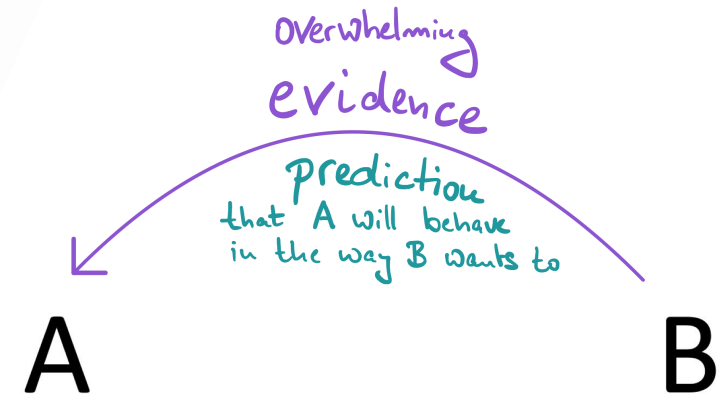 overwhelming
evidence
prediction
that A will behave
in the way B wants to
A
B